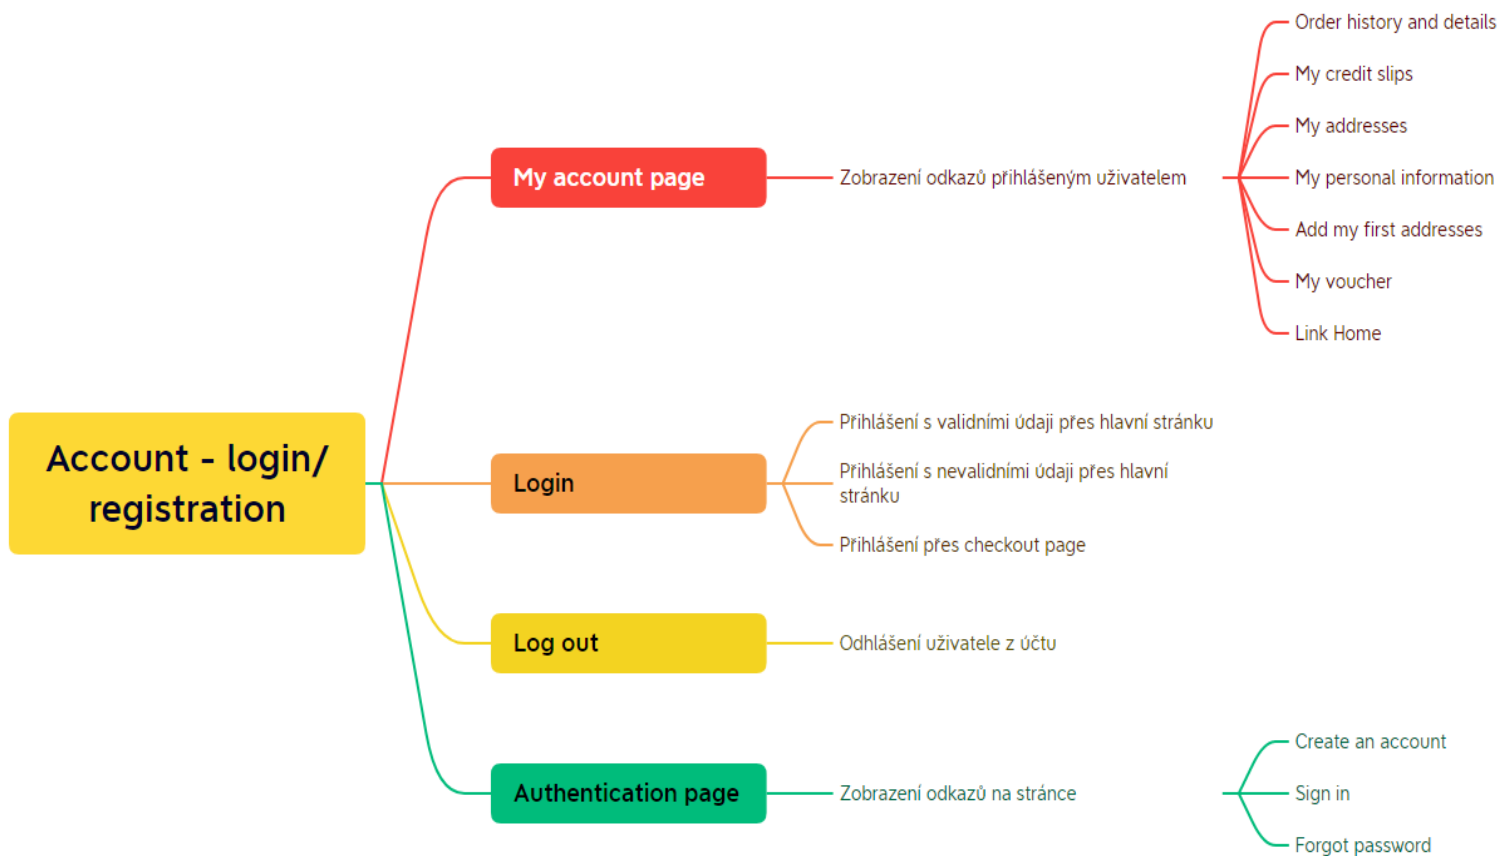 Account - login/
registration
My account page
Zobrazení odkazů přihlášeným uživatelem
Order history and details
My credit slips
My addresses
My personal information
Add my first addresses
My voucher
Link Home
Login
Přihlášení s validními údaji přes hlavní stránku
Přihlášení s nevalidními údaji přes hlavní
stránku
Přihlášení přes checkout page
Log out
Odhlášení uživatele z účtu
Authentication page
Zobrazení odkazů na stránce
Create an account
Sign in
Forgot password